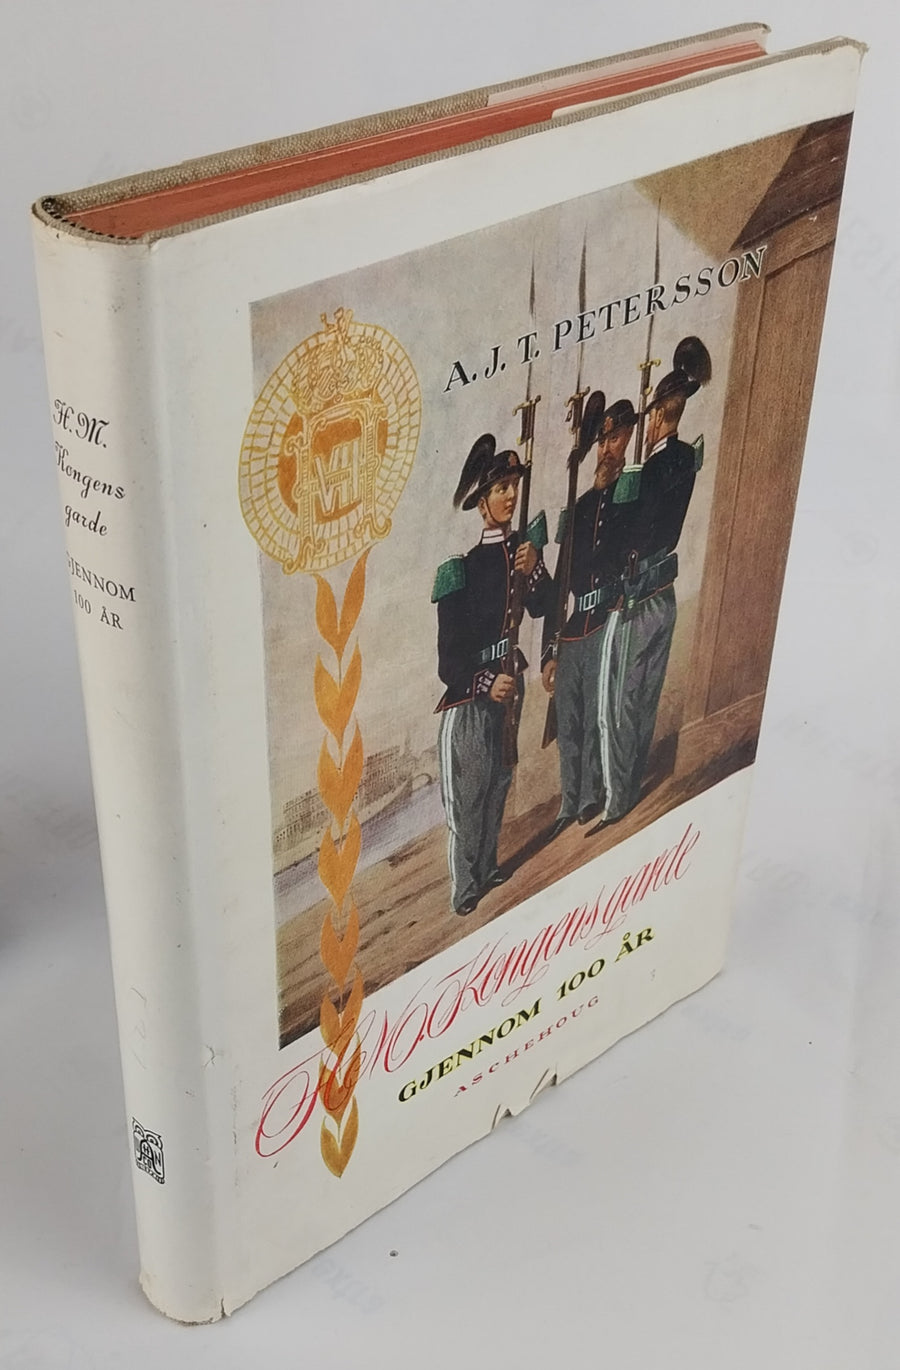 H.M.
Kongens
garde
GJENNOM
100 ÅR
A.J.T. PETERSSON
H.M. Kongens garde
GJENNOM 100 ÅR
ASCHEHOUG